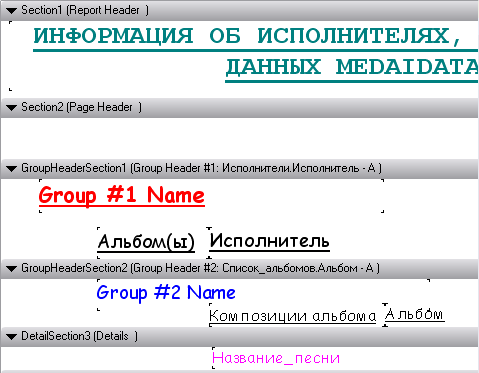 Section1 (Report Header )
ИНФОРМАЦИЯ ОБ ИСПОЛНИТЕЛЯХ,
ДАННЫХ MEDAIDATA
Section2 (Page Header )
GroupHeaderSection1 (Group Header #1: Исполнители.Исполнитель - A )
Group #1 Name
Альбом(ы) Исполнитель
GroupHeaderSection2 (Group Header #2: Список_альбомов.Альбом - A )
Group #2 Name
Композиции альбома Альбом
DetailSection3 (Details )
Название_песни